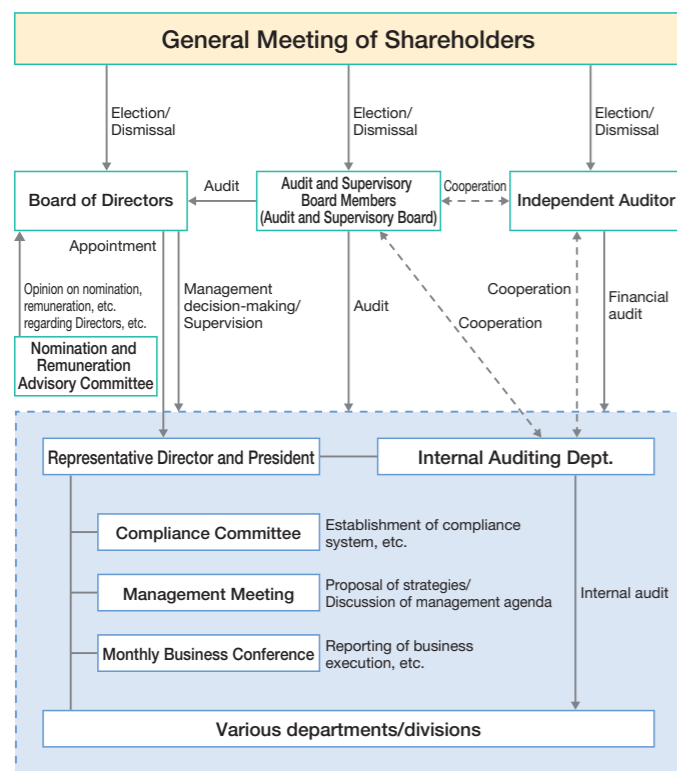 General Meeting of Shareholders
Election/
Dismissal
Election/
Dismissal
Election/
Dismissal
Board of Directors
Audit
Audit and Supervisory
Board Members
(Audit and Supervisory Board)
Cooperation
Independent Auditor
Appointment
Opinion on nomination,
remuneration, etc.
regarding Directors, etc.
Management
decision-making/
Supervision
Audit
Cooperation
Cooperation
Financial
audit
Nomination and
Remuneration
Advisory Committee
Representative Director and President
Internal Auditing Dept.
Compliance Committee
Establishment of compliance
system, etc.
Management Meeting
Proposal of strategies/
Discussion of management agenda
Internal audit
Monthly Business Conference
Reporting of business
execution, etc.
Various departments/divisions